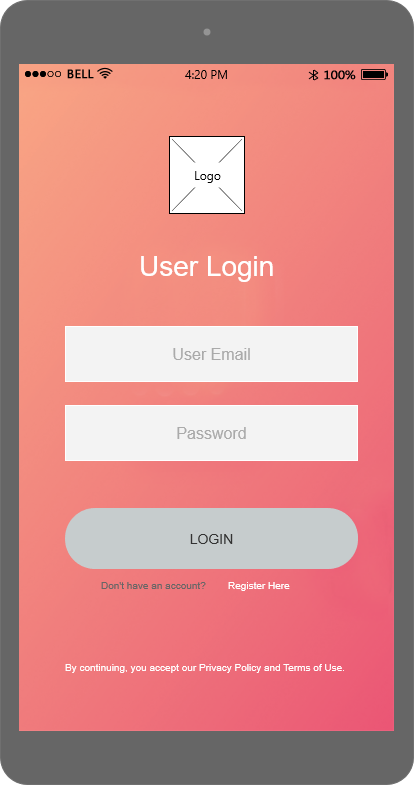 BELL 4:20 PM 100%
Logo
User Login
User Email
Password
LOGIN
Don't have an account? Register Here
By continuing, you accept our Privacy Policy and Terms of Use.